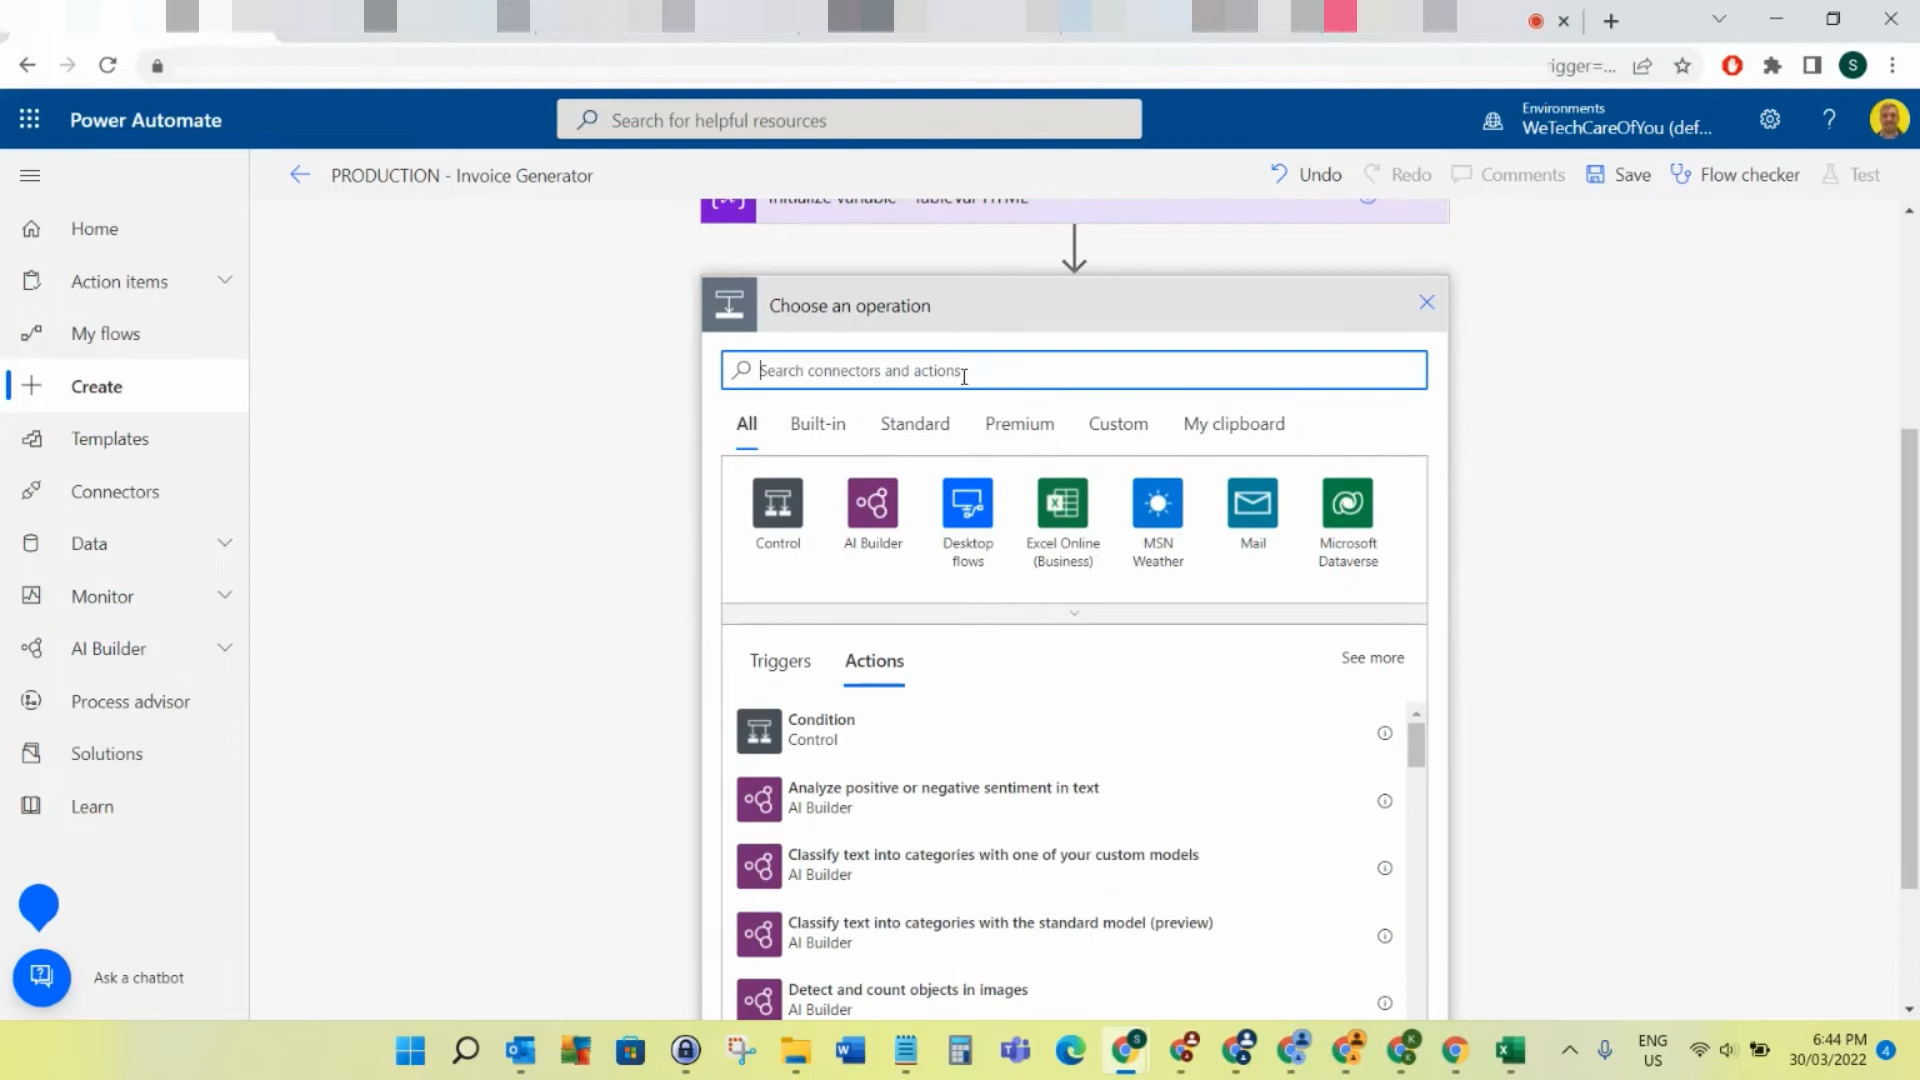 rigger=...
S
Power Automate
Search for helpful resources
Environments
WeTechCareOfYou (def...
PRODUCTION - Invoice Generator
Undo
Redo
Comments
Save
Flow checker
Test
Home
Action items
My flows
Create
Templates
Connectors
Data
Monitor
AI Builder
Process advisor
Solutions
Learn
Ask a chatbot
Initialize variable - TableVar HTML
Choose an operation
Search connectors and actions
All
Built-in
Standard
Premium
Custom
My clipboard
Control
AI Builder
Desktop flows
Excel Online (Business)
MSN Weather
Mail
Microsoft Dataverse
Triggers
Actions
See more
Condition
Control
Analyze positive or negative sentiment in text
AI Builder
Classify text into categories with one of your custom models
AI Builder
Classify text into categories with the standard model (preview)
AI Builder
Detect and count objects in images
AI Builder
ENG
US
6:44 PM
30/03/2022
4